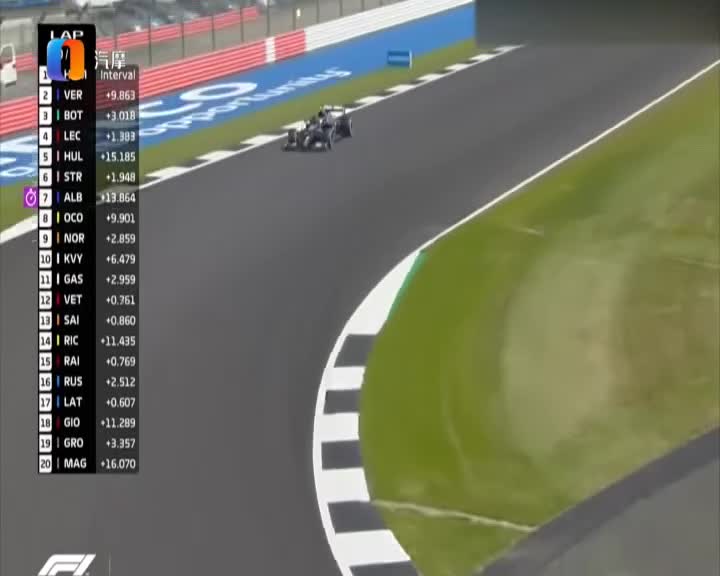 LAP
汽摩
1 Interval
2 VER +9.863
3 BOT +3.018
4 LEC +1.383
5 HUL +15.185
6 STR +1.948
7 ALB +13.864
8 OCO +9.901
9 NOR +2.859
10 KVY +6.479
11 GAS +2.959
12 VET +0.761
13 SAI +0.860
14 RIC +11.435
15 RAI +0.769
16 RUS +2.512
17 LAT +0.607
18 GIO +11.289
19 GRO +3.357
20 MAG +16.070
opportunity
F1